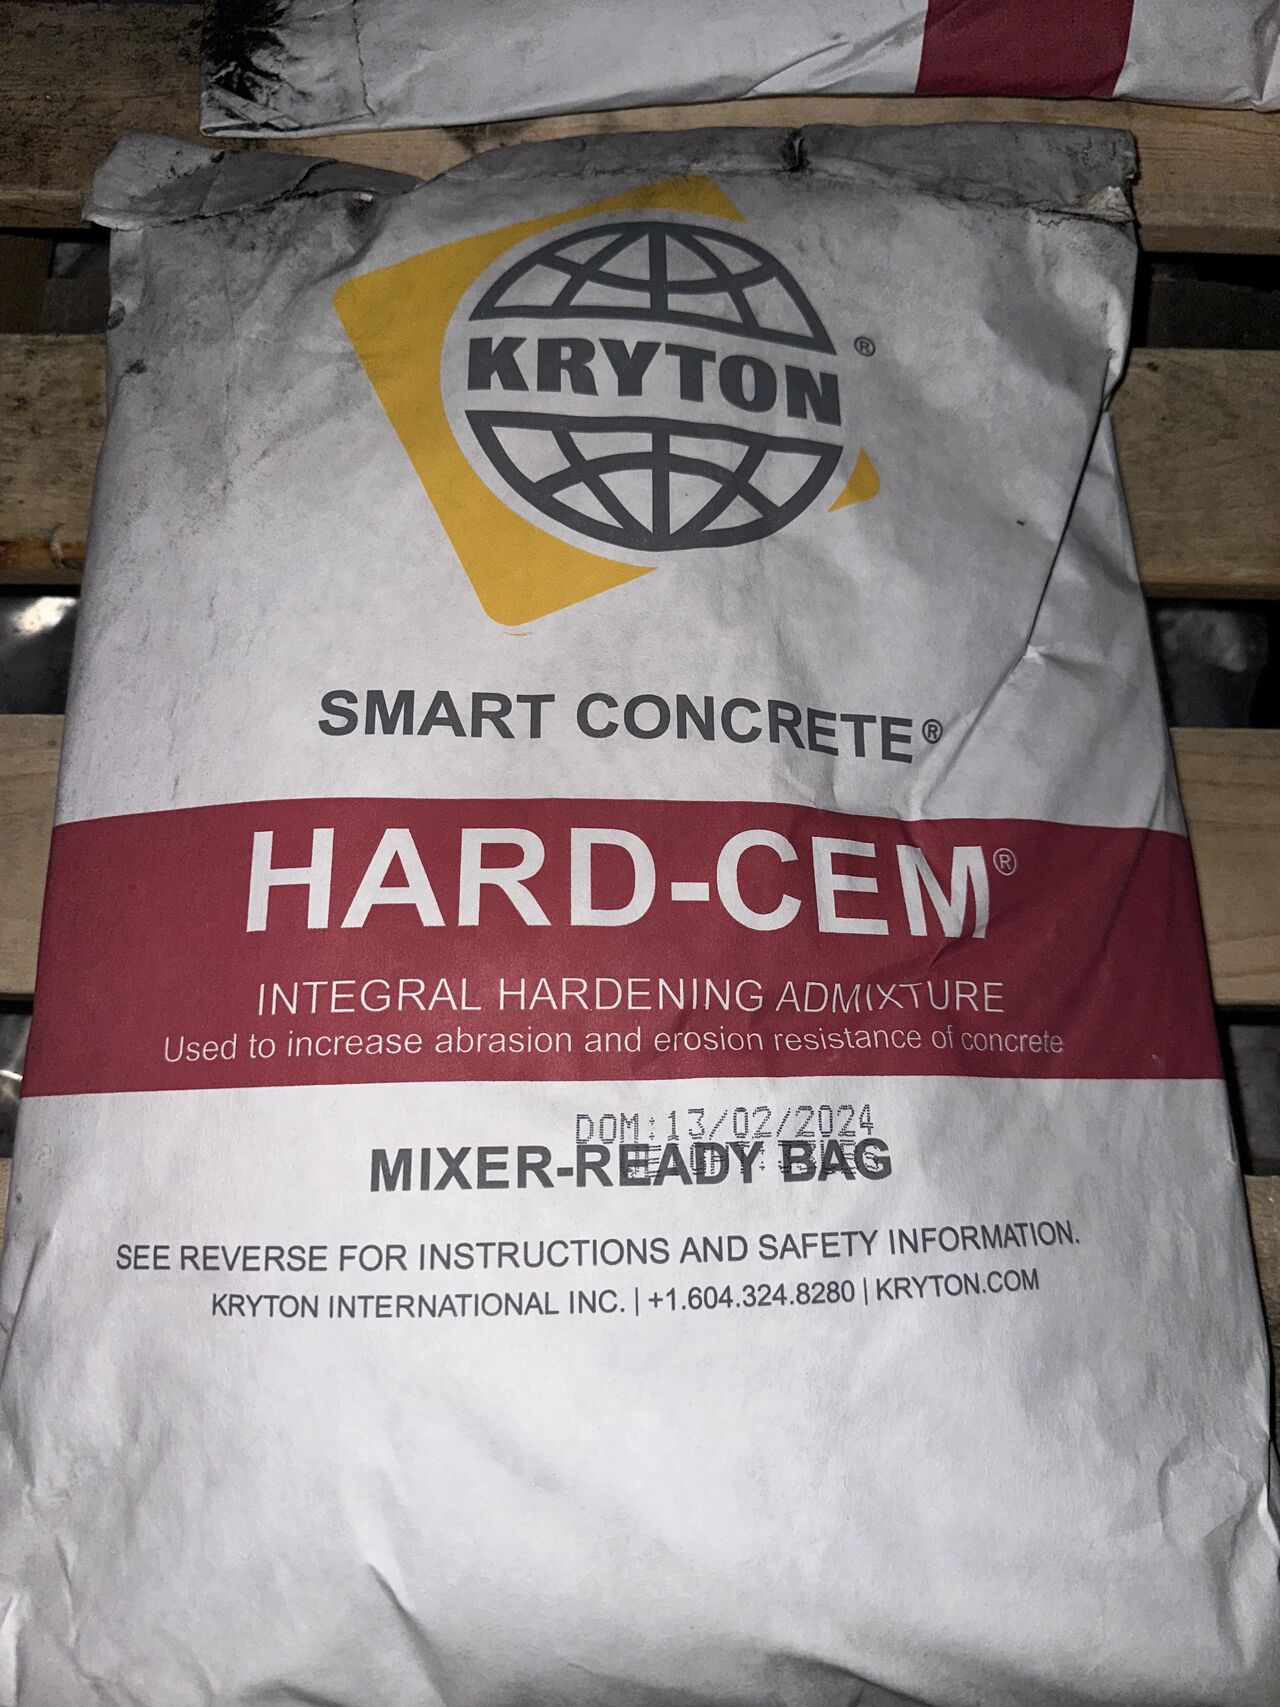 KRYTON®
SMART CONCRETE®
HARD-CEM®
INTEGRAL HARDENING ADMIXTURE
Used to increase abrasion and erosion resistance of concrete
DOM:13/02/2024
MIXER-READY BAG
SEE REVERSE FOR INSTRUCTIONS AND SAFETY INFORMATION.
KRYTON INTERNATIONAL INC. | +1.604.324.8280 | KRYTON.COM